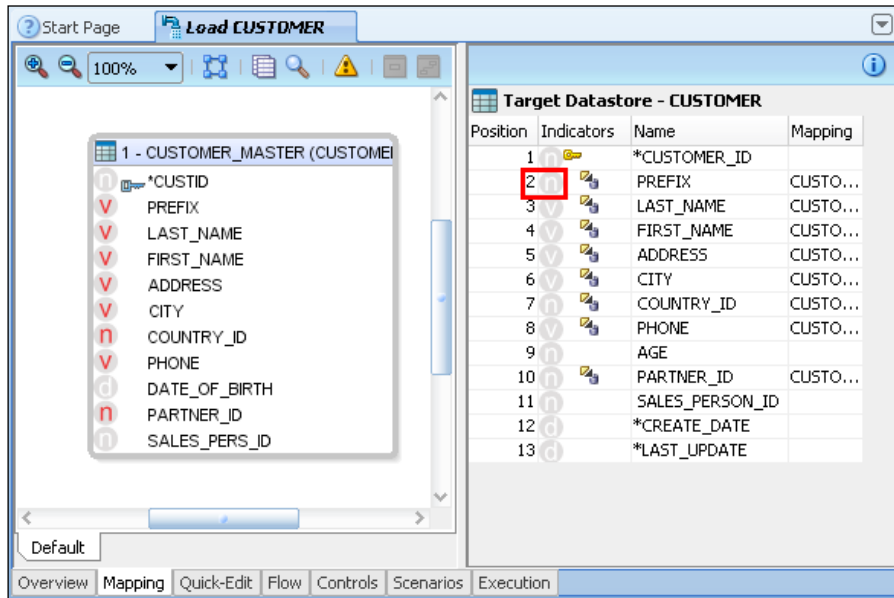 Start Page Load CUSTOMER
100%
1 - CUSTOMER_MASTER (CUSTOME
n *CUSTID
v PREFIX
v LAST_NAME
v FIRST_NAME
v ADDRESS
v CITY
n COUNTRY_ID
v PHONE
d DATE_OF_BIRTH
n PARTNER_ID
n SALES_PERS_ID
Default
Target Datastore - CUSTOMER
Position Indicators Name Mapping
1 n *CUSTOMER_ID
2 n PREFIX CUSTO...
3 v LAST_NAME CUSTO...
4 v FIRST_NAME CUSTO...
5 v ADDRESS CUSTO...
6 v CITY CUSTO...
7 n COUNTRY_ID CUSTO...
8 v PHONE CUSTO...
9 n AGE
10 n PARTNER_ID CUSTO...
11 n SALES_PERSON_ID
12 d *CREATE_DATE
13 d *LAST_UPDATE
Overview Mapping Quick-Edit Flow Controls Scenarios Execution